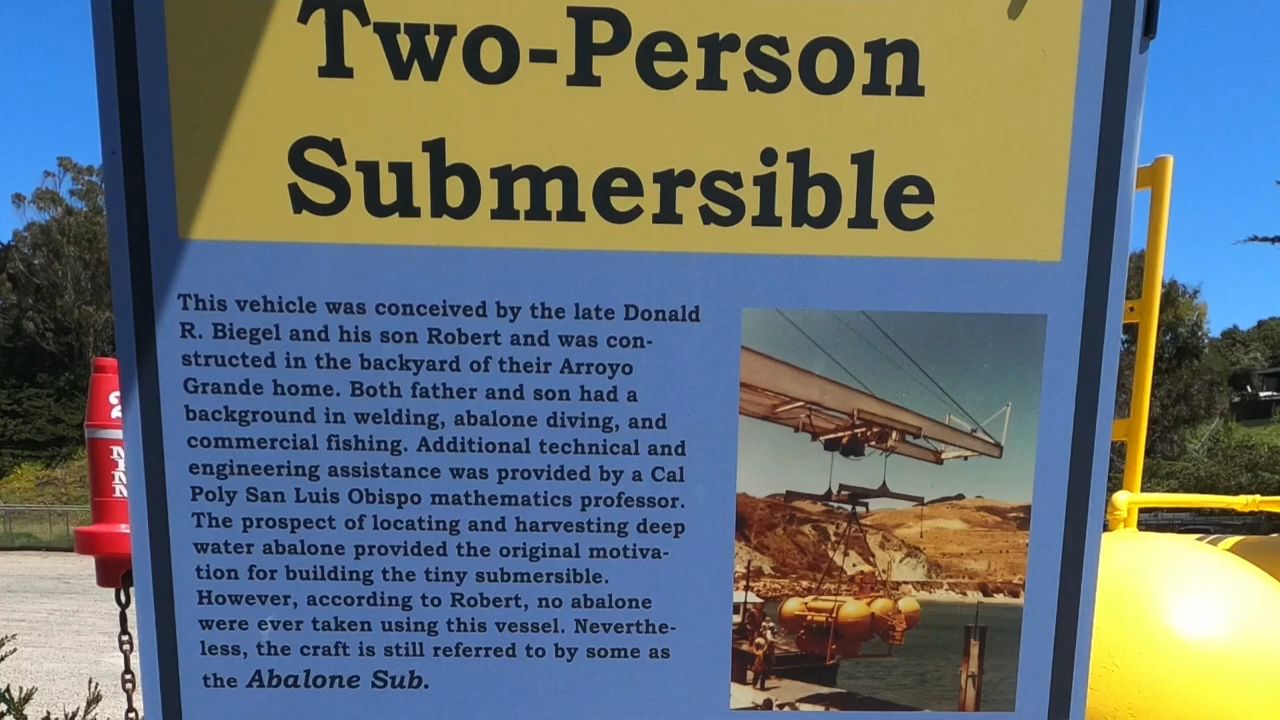 Two-Person
Submersible
This vehicle was conceived by the late Donald
R. Biegel and his son Robert and was con-
structed in the backyard of their Arroyo
Grande home. Both father and son had a
background in welding, abalone diving, and
commercial fishing. Additional technical and
engineering assistance was provided by a Cal
Poly San Luis Obispo mathematics professor.
The prospect of locating and harvesting deep
water abalone provided the original motiva-
tion for building the tiny submersible.
However, according to Robert, no abalone
were ever taken using this vessel. Neverthe-
less, the craft is still referred to by some as
the Abalone Sub.